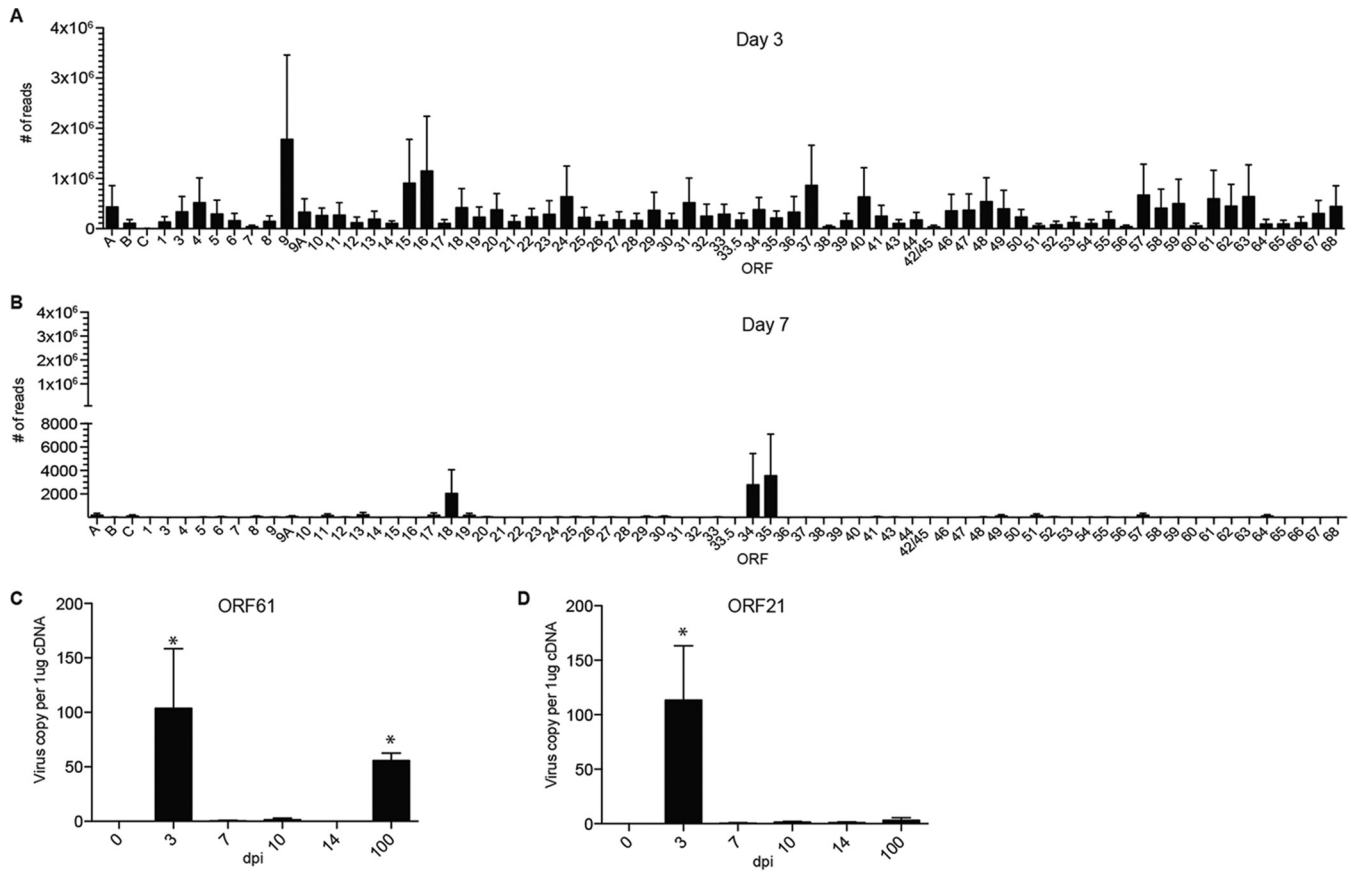 A
Day 3
# of reads
4x10⁶
3x10⁶
2x10⁶
1x10⁶
0
A B C 1 3 4 5 6 7 8 9 9A 10 11 12 13 14 15 16 17 18 19 20 21 22 23 24 25 26 27 28 29 30 31 32 33 33.5 34 35 36 37 38 39 40 41 43 44 42/45 46 47 48 49 50 51 52 53 54 55 56 57 58 59 60 61 62 63 64 65 66 67 68
ORF
B
Day 7
# of reads
4x10⁶
3x10⁶
2x10⁶
1x10⁶
8000
6000
4000
2000
A B C 1 3 4 5 6 7 8 9 9A 10 11 12 13 14 15 16 17 18 19 20 21 22 23 24 25 26 27 28 29 30 31 32 33 33.5 34 35 36 37 38 39 40 41 43 44 42/45 46 47 48 49 50 51 52 53 54 55 56 57 58 59 60 61 62 63 64 65 66 67 68
ORF
C
ORF61
Virus copy per 1ug cDNA
200
150
100
50
0
* *
0 3 7 10 14 100
dpi
D
ORF21
Virus copy per 1ug cDNA
200
150
100
50
0
*
0 3 7 10 14 100
dpi